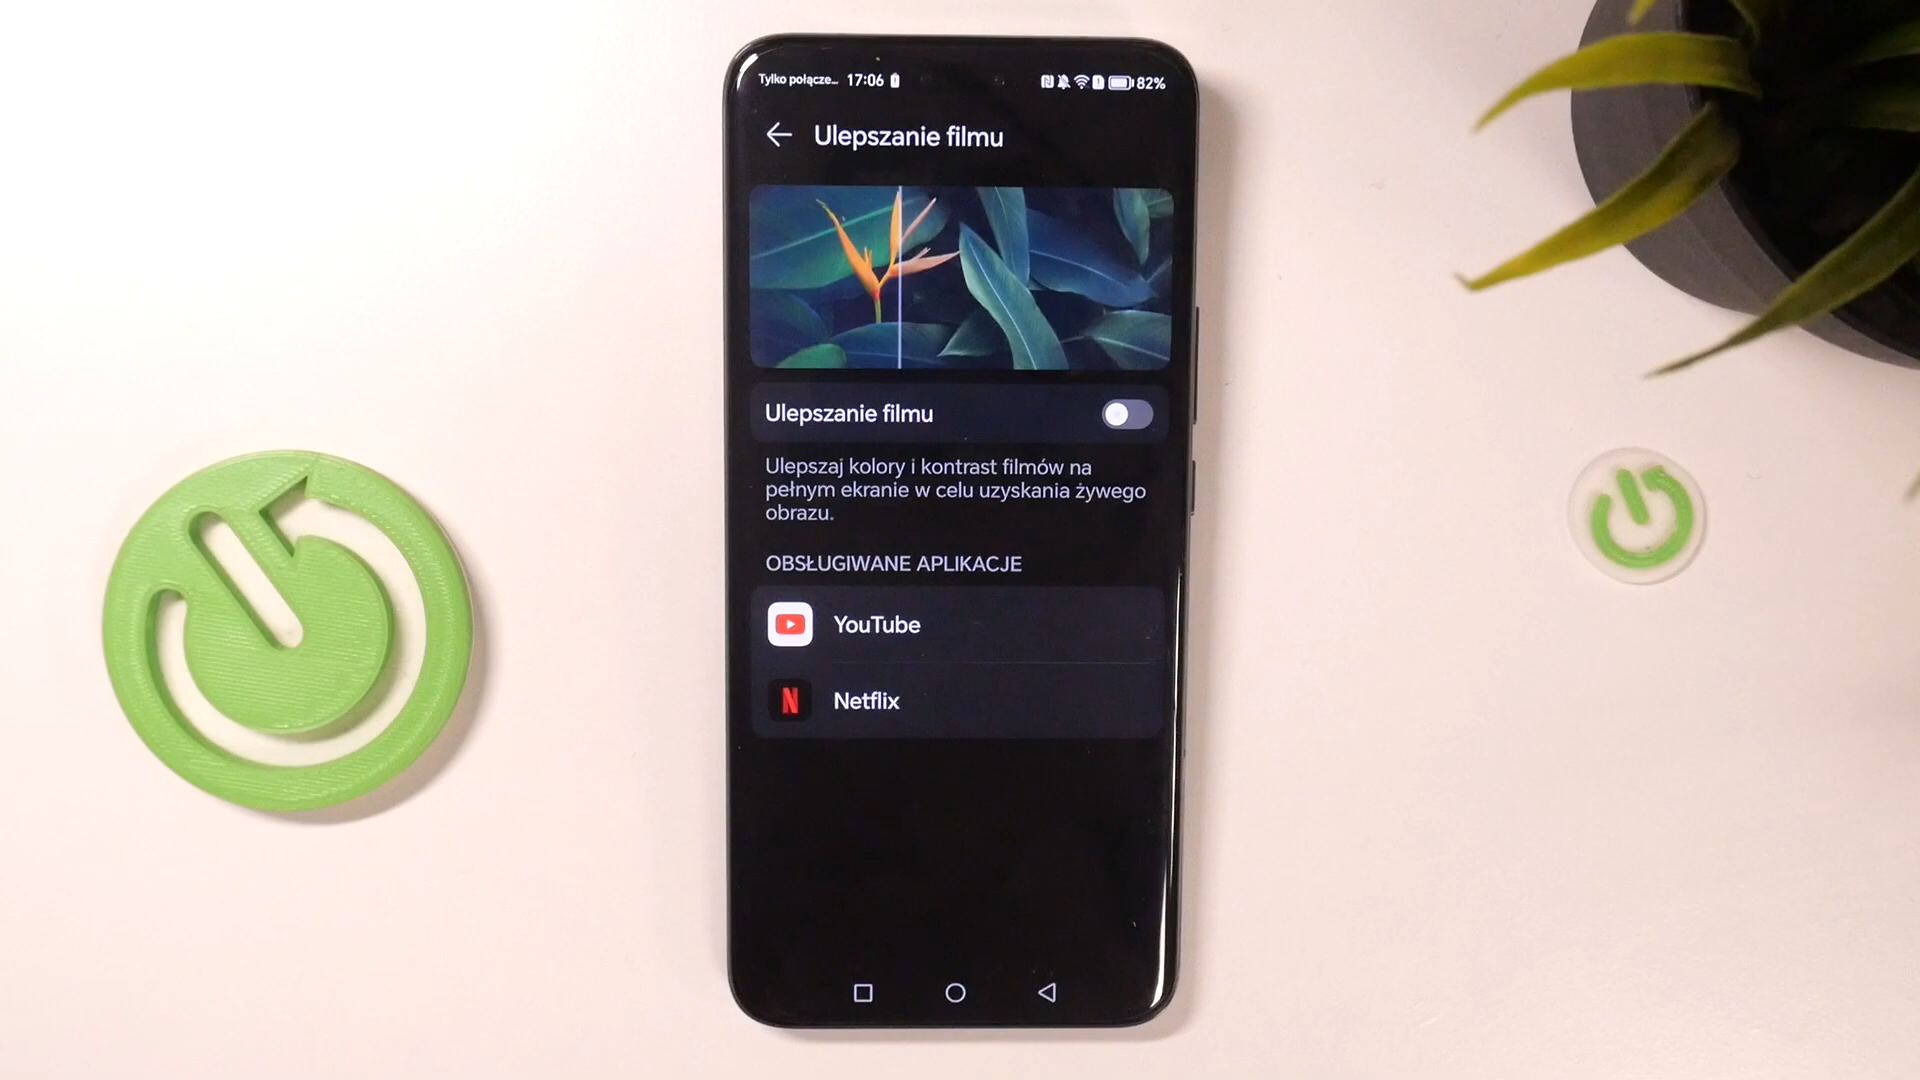 Tylko połącze... 17:06 82%
Ulepszanie filmu
Ulepszanie filmu
Ulepszaj kolory i kontrast filmów na
pełnym ekranie w celu uzyskania żywego
obrazu.
OBSŁUGIWANE APLIKACJE
YouTube
N Netflix